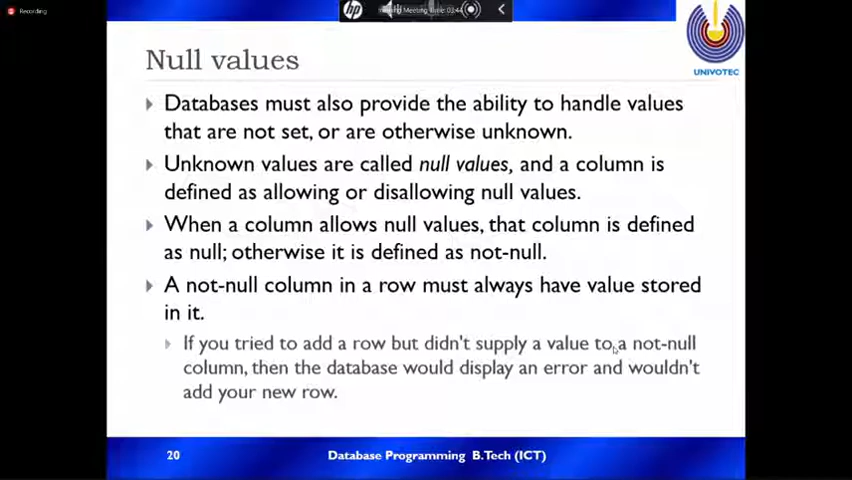 Recording
hp
UNIVOTEC
Null values
Databases must also provide the ability to handle values
that are not set, or are otherwise unknown.
Unknown values are called null values, and a column is
defined as allowing or disallowing null values.
When a column allows null values, that column is defined
as null; otherwise it is defined as not-null.
A not-null column in a row must always have value stored
in it.
If you tried to add a row but didn't supply a value to a not-null
column, then the database would display an error and wouldn't
add your new row.
20
Database Programming B.Tech (ICT)